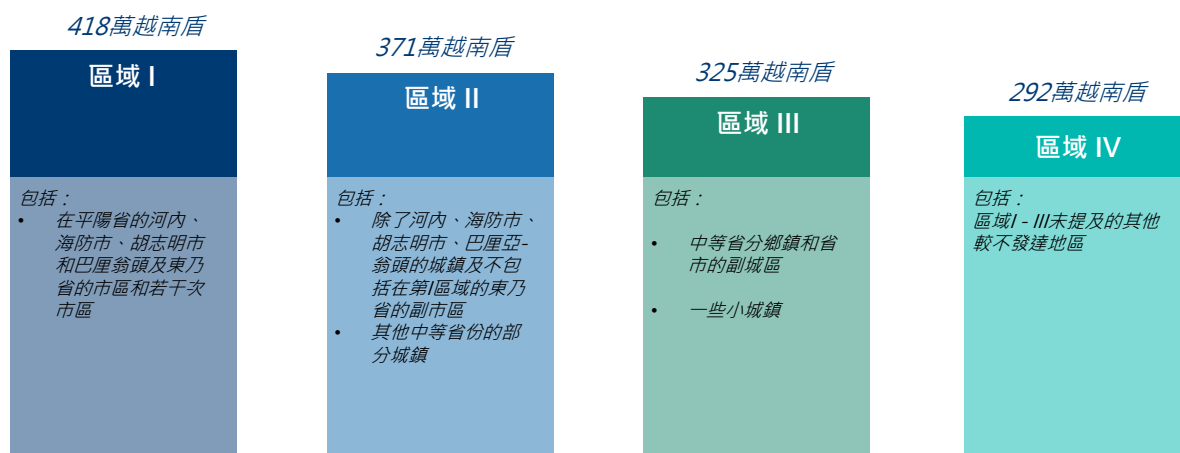 418萬越南盾
區域 I
包括：
• 在平陽省的河內、
海防市、胡志明市
和巴厘翁頭及東乃
省的市區和若干次
市區
371萬越南盾
區域 II
包括：
• 除了河內、海防市、
胡志明市、巴厘亞-
翁頭的城鎮及不包
括在第I區域的東乃
省的副市區
• 其他中等省份的部
分城鎮
325萬越南盾
區域 III
包括：
• 中等省分鄉鎮和省
市的副城區
• 一些小城鎮
292萬越南盾
區域 IV
包括：
區域I - III未提及的其他
較不發達地區